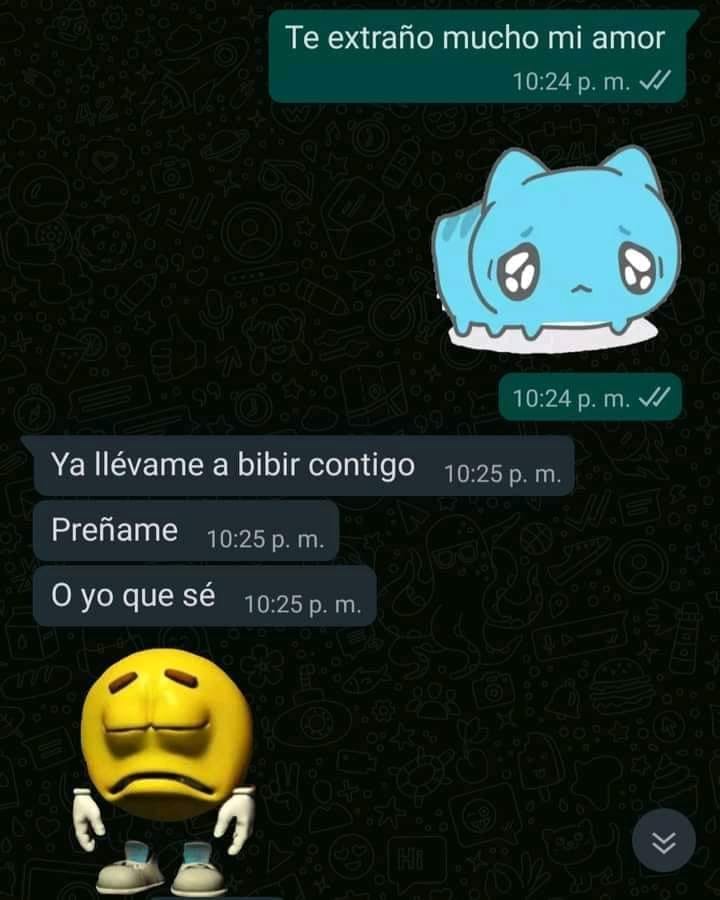 Te extraño mucho mi amor
10:24 p. m.
10:24 p. m.
Ya llévame a bibir contigo 10:25 p. m.
Preñame 10:25 p. m.
O yo que sé 10:25 p. m.
Hi